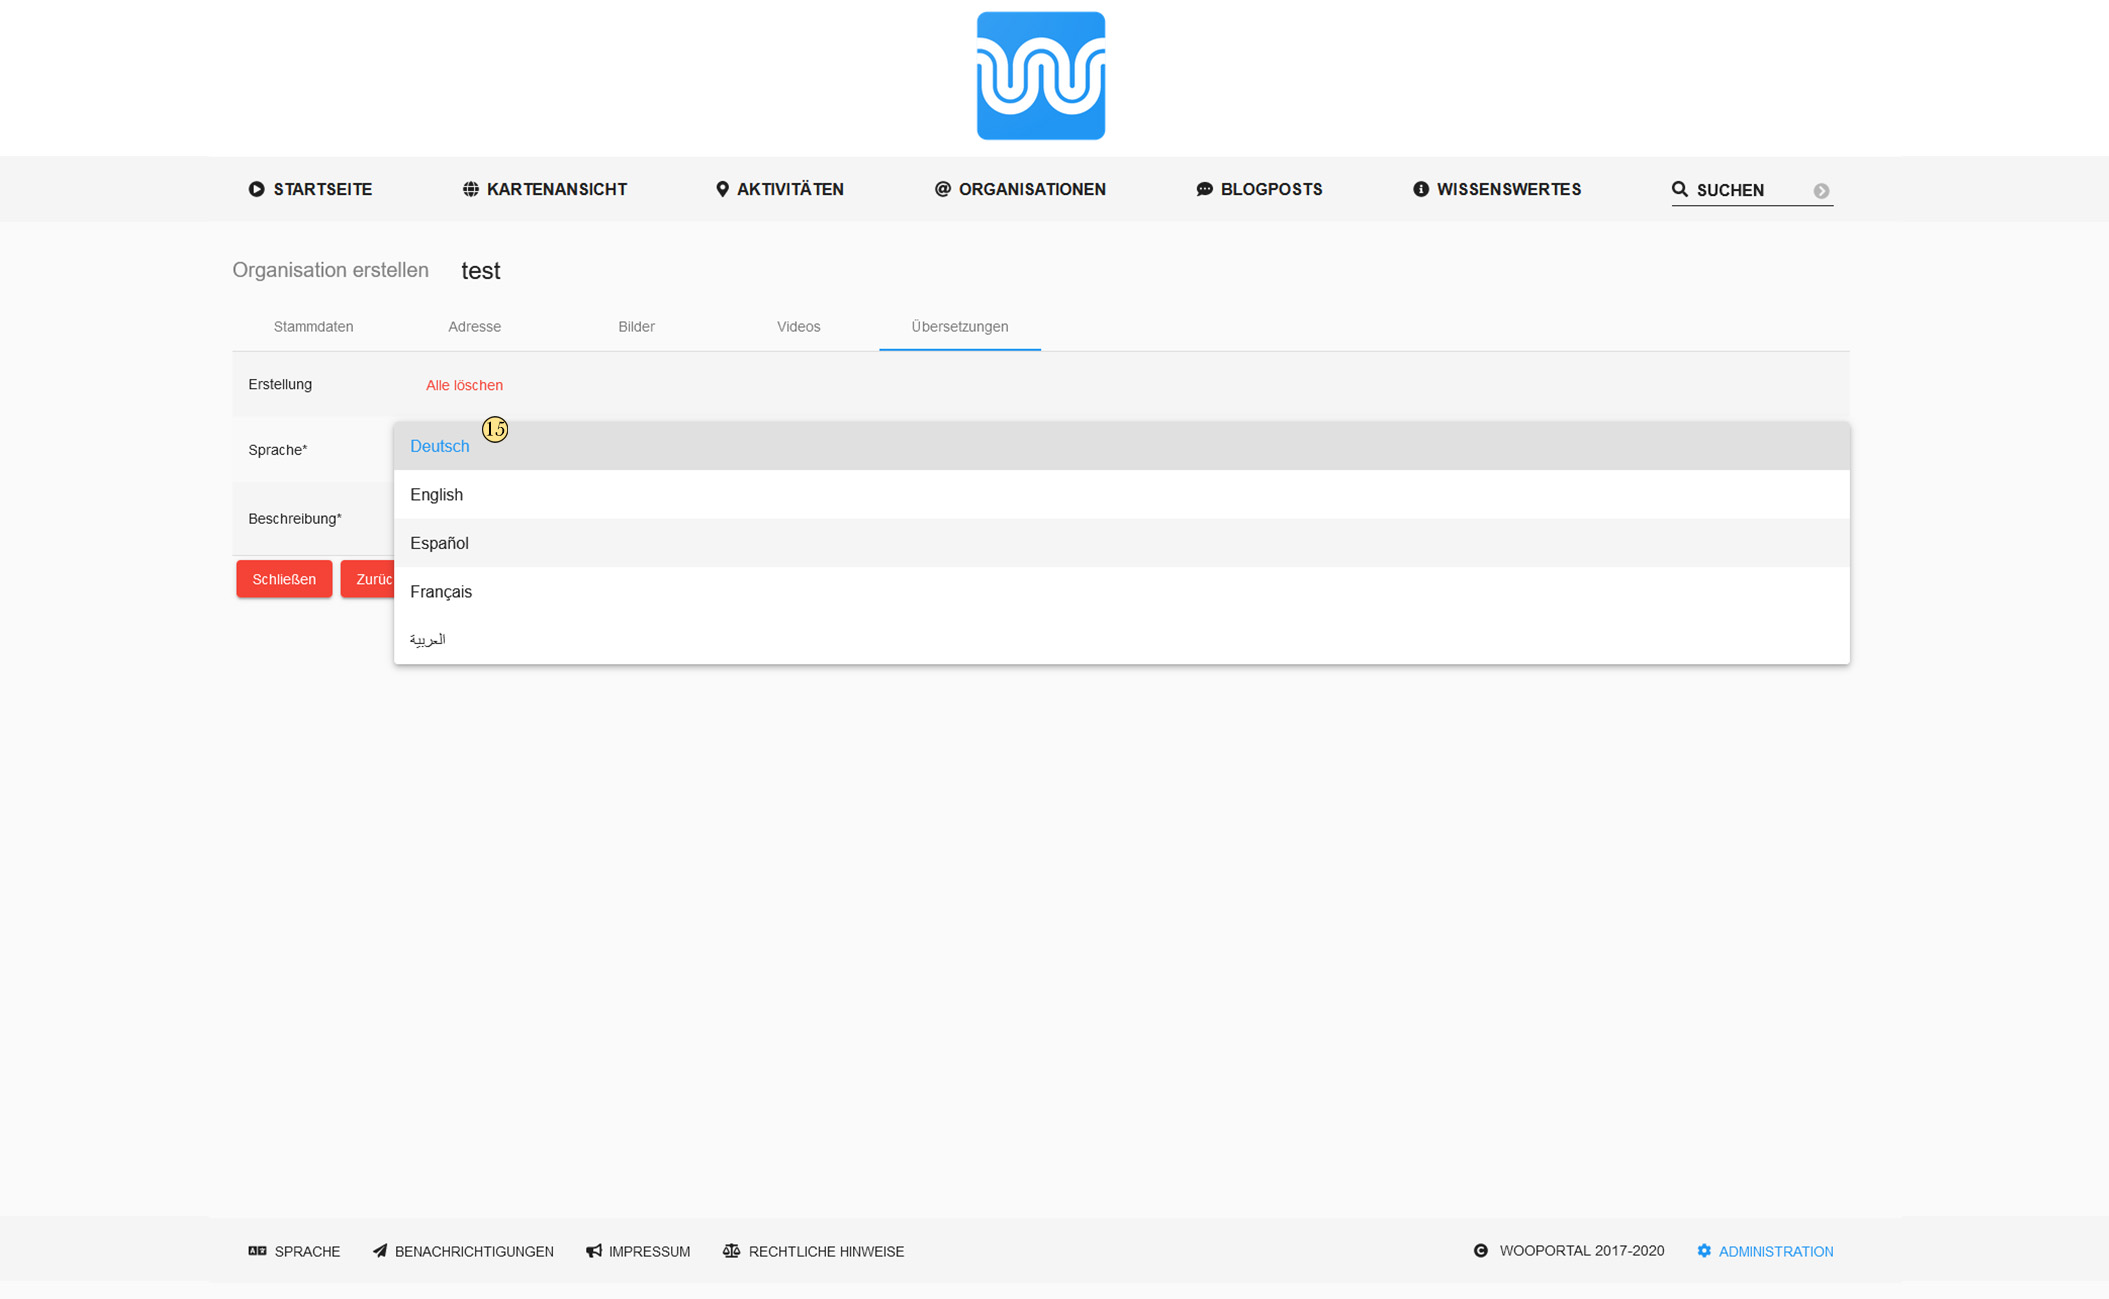 STARTSEITE KARTENANSICHT AKTIVITÄTEN ORGANISATIONEN BLOGPOSTS WISSENSWERTES SUCHEN
Organisation erstellen test
Stammdaten Adresse Bilder Videos Übersetzungen
Erstellung Alle löschen
15
Sprache* Deutsch
English
Beschreibung*
Español
Schließen Zurüc
Français
العربية
SPRACHE BENACHRICHTIGUNGEN IMPRESSUM RECHTLICHE HINWEISE WOOPORTAL 2017-2020 ADMINISTRATION